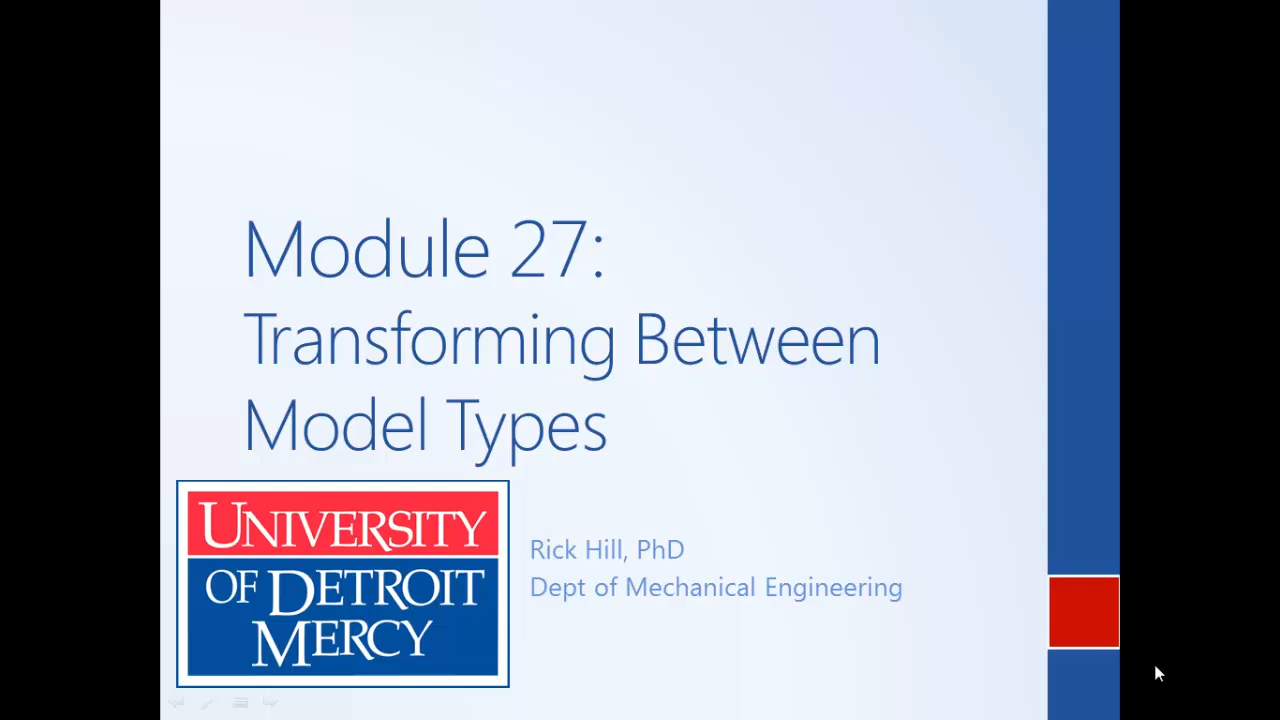 Module 27:
Transforming Between
Model Types
UNIVERSITY
OF DETROIT
MERCY
Rick Hill, PhD
Dept of Mechanical Engineering